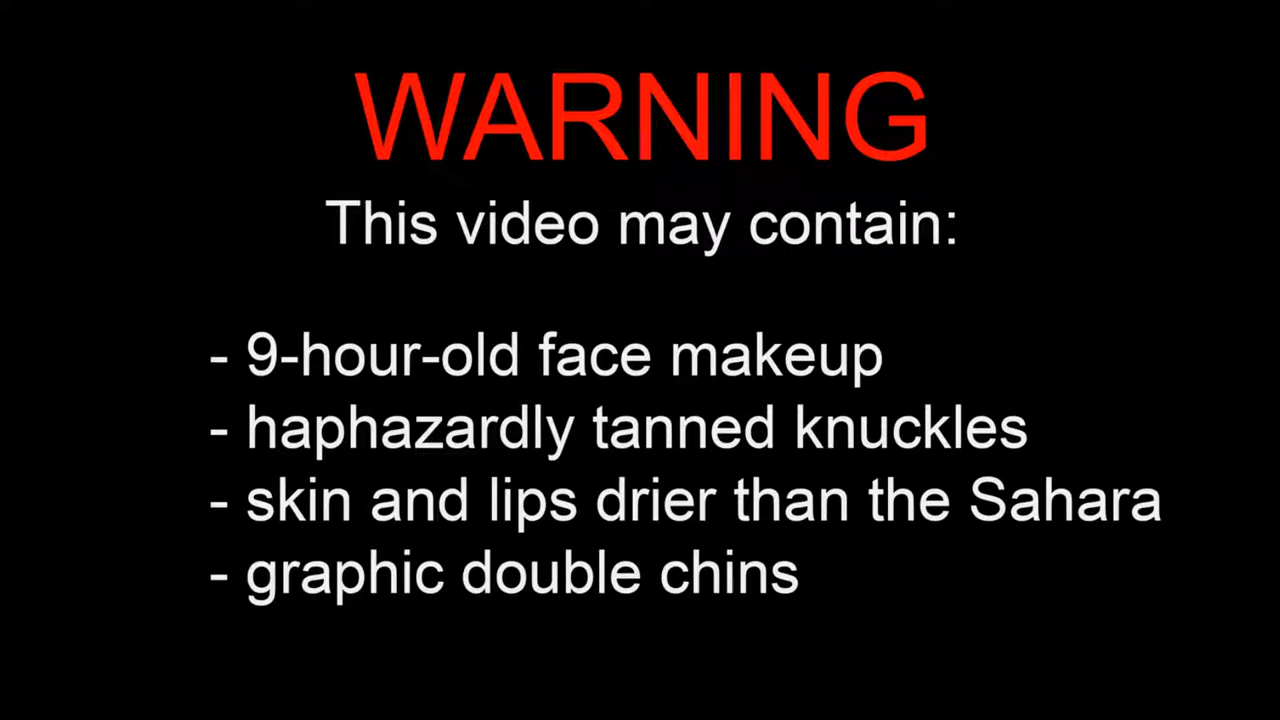 WARNING
This video may contain:
- 9-hour-old face makeup
- haphazardly tanned knuckles
- skin and lips drier than the Sahara
- graphic double chins